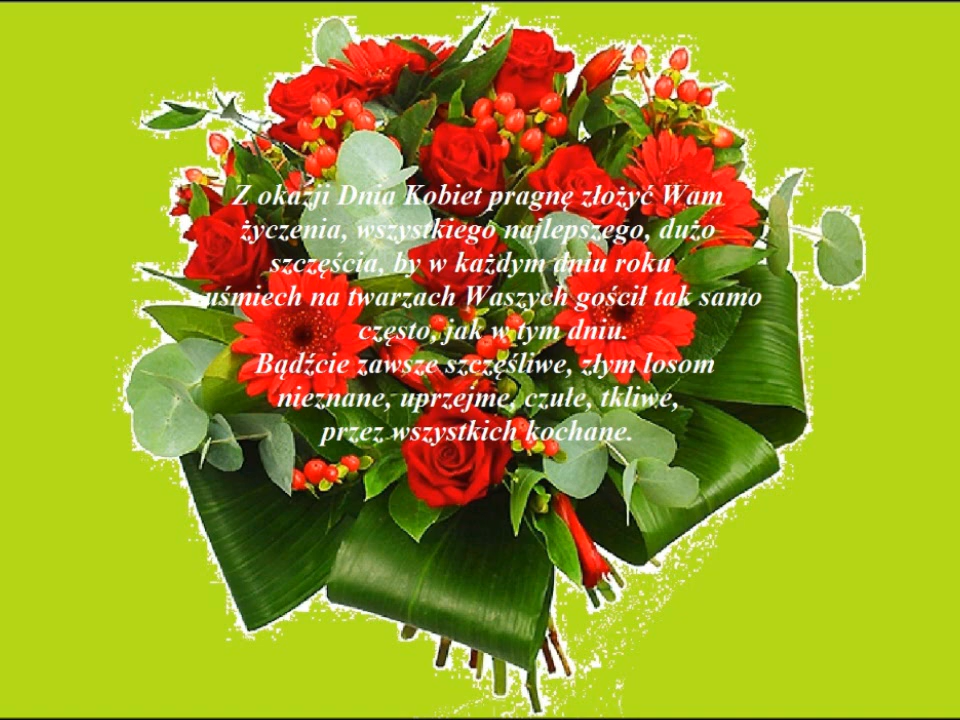 Z okazji Dnia Kobiet pragnę złożyć Wam
życzenia, wszystkiego najlepszego, dużo
szczęścia, by w każdym dniu roku
uśmiech na twarzach Waszych gościł tak samo
często, jak w tym dniu.
Bądźcie zawsze szczęśliwe, złym losom
nieznane, uprzejme, czułe, tkliwe,
przez wszystkich kochane.